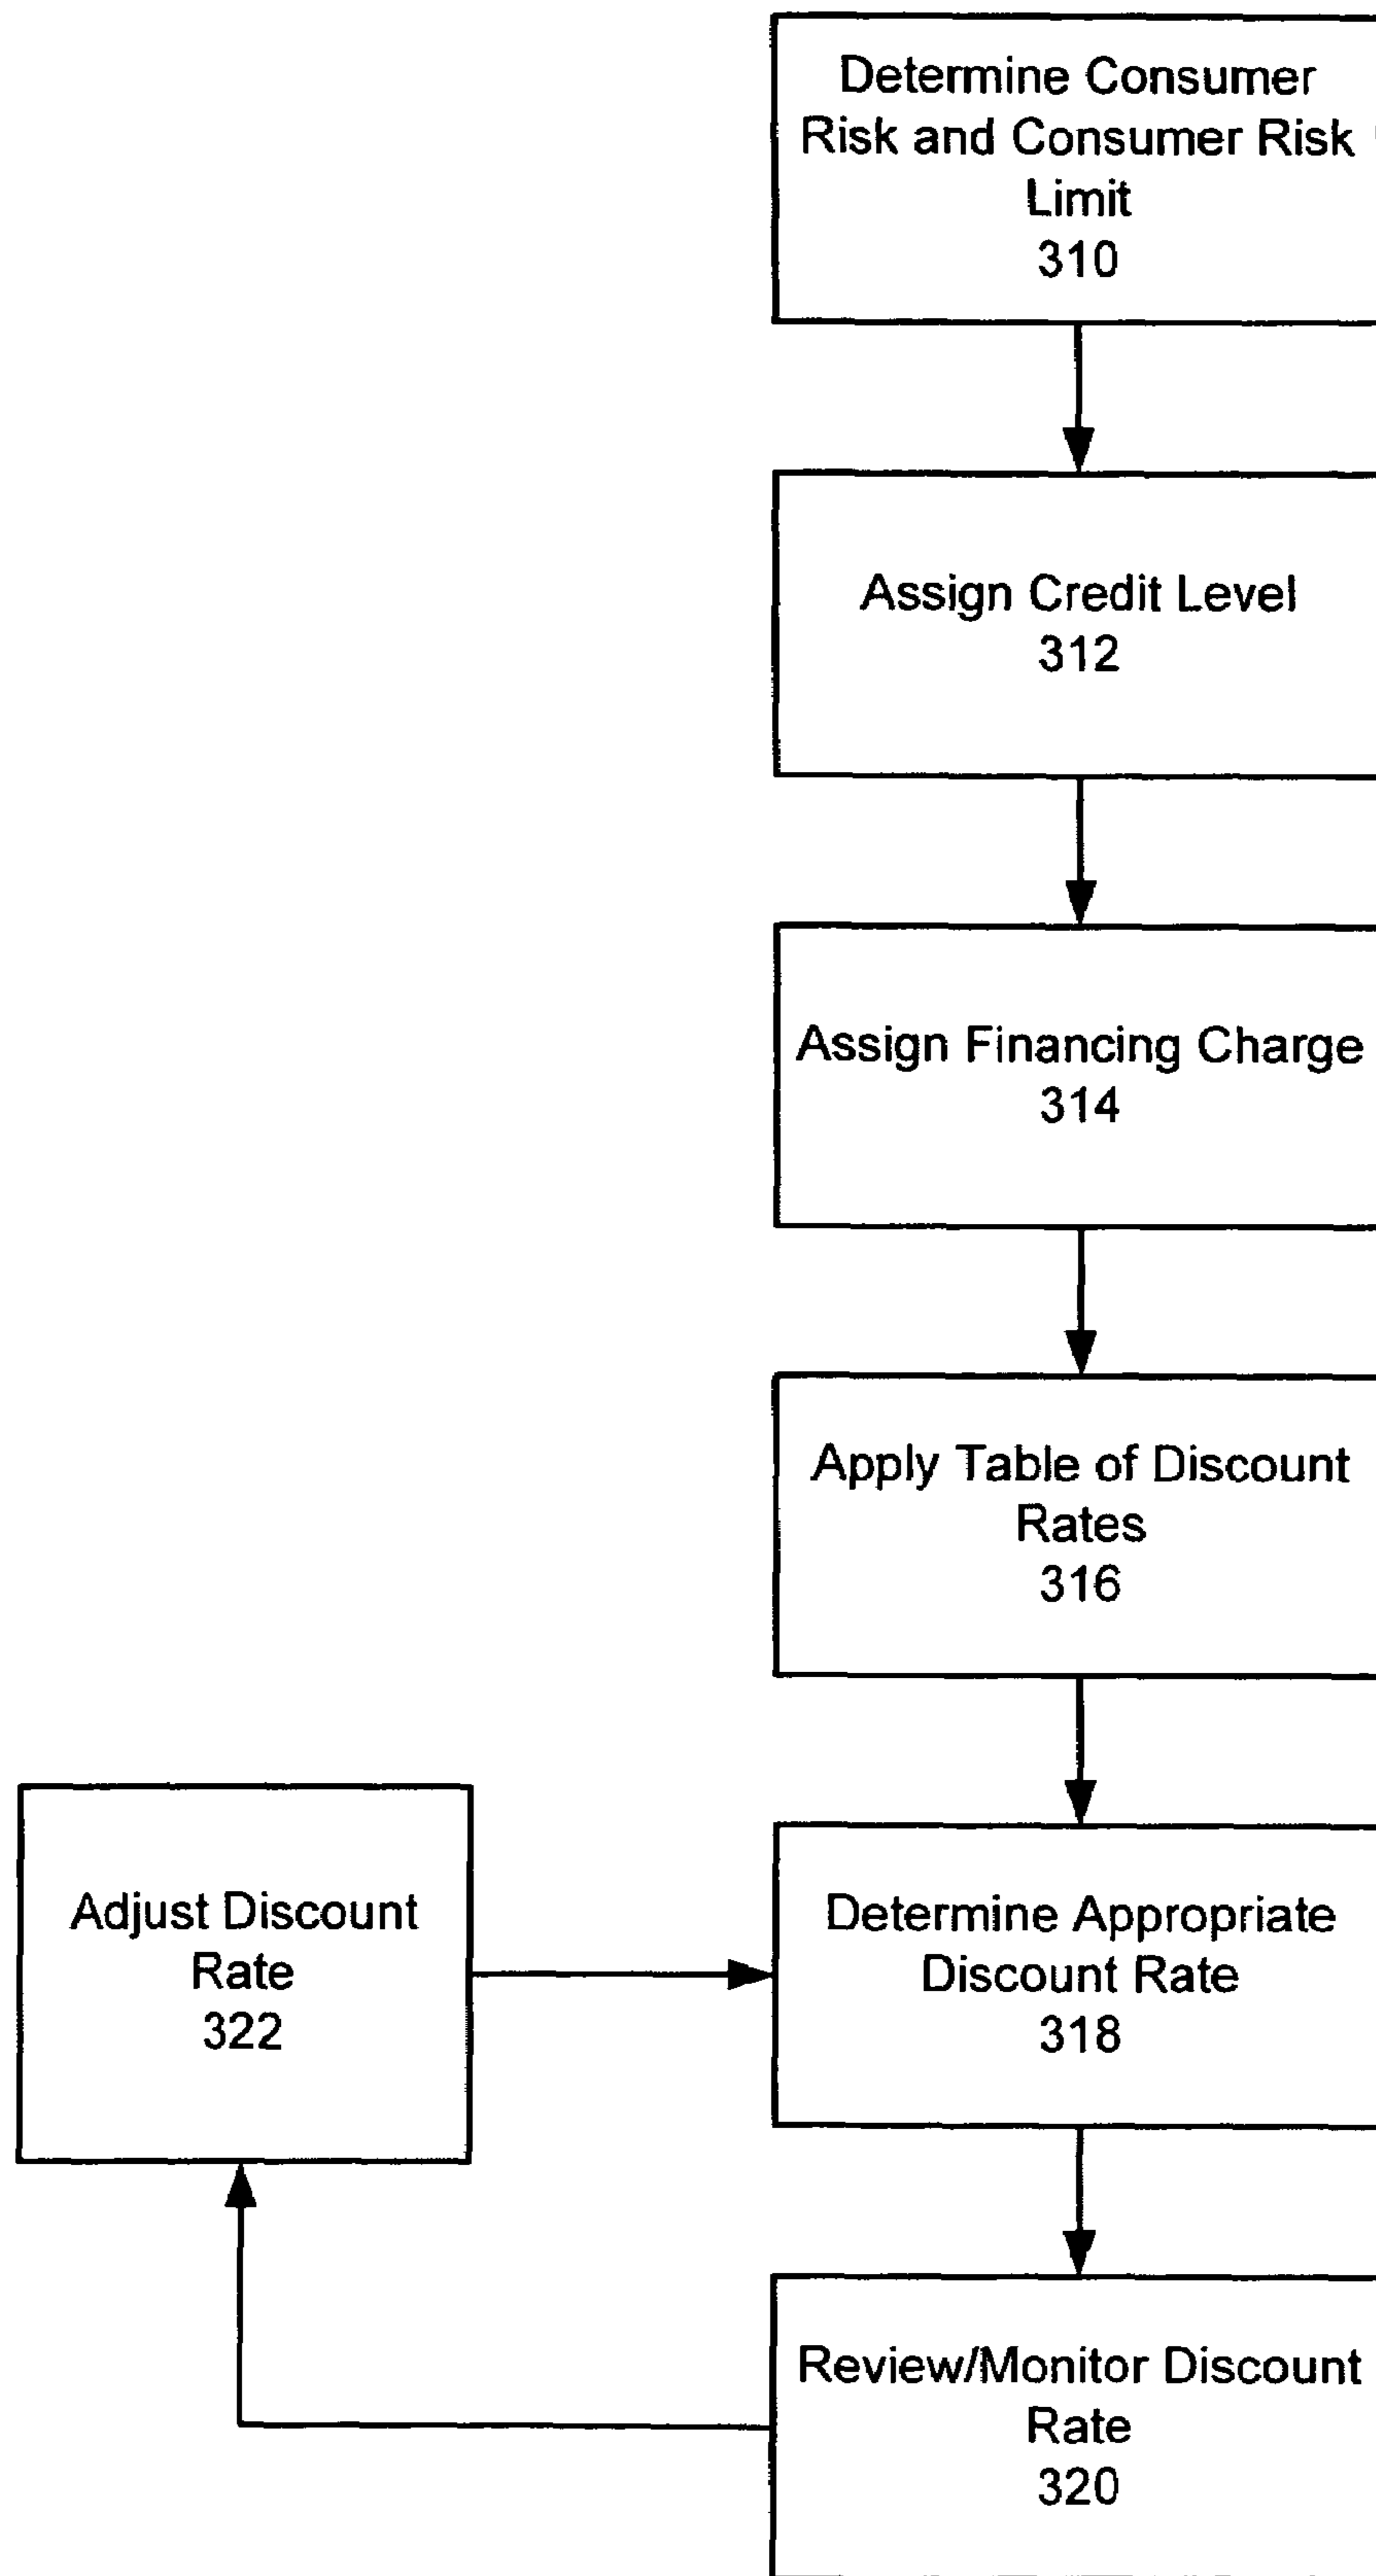 Determine Consumer
Risk and Consumer Risk
Limit
310
Assign Credit Level
312
Assign Financing Charge
314
Apply Table of Discount
Rates
316
Adjust Discount
Rate
322
Determine Appropriate
Discount Rate
318
Review/Monitor Discount
Rate
320